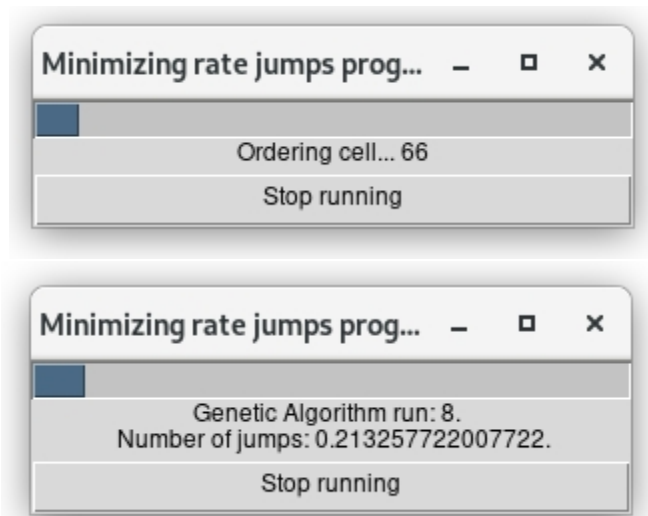 Minimizing rate jumps prog...
Ordering cell... 66
Stop running
Minimizing rate jumps prog...
Genetic Algorithm run: 8.
Number of jumps: 0.213257722007722.
Stop running